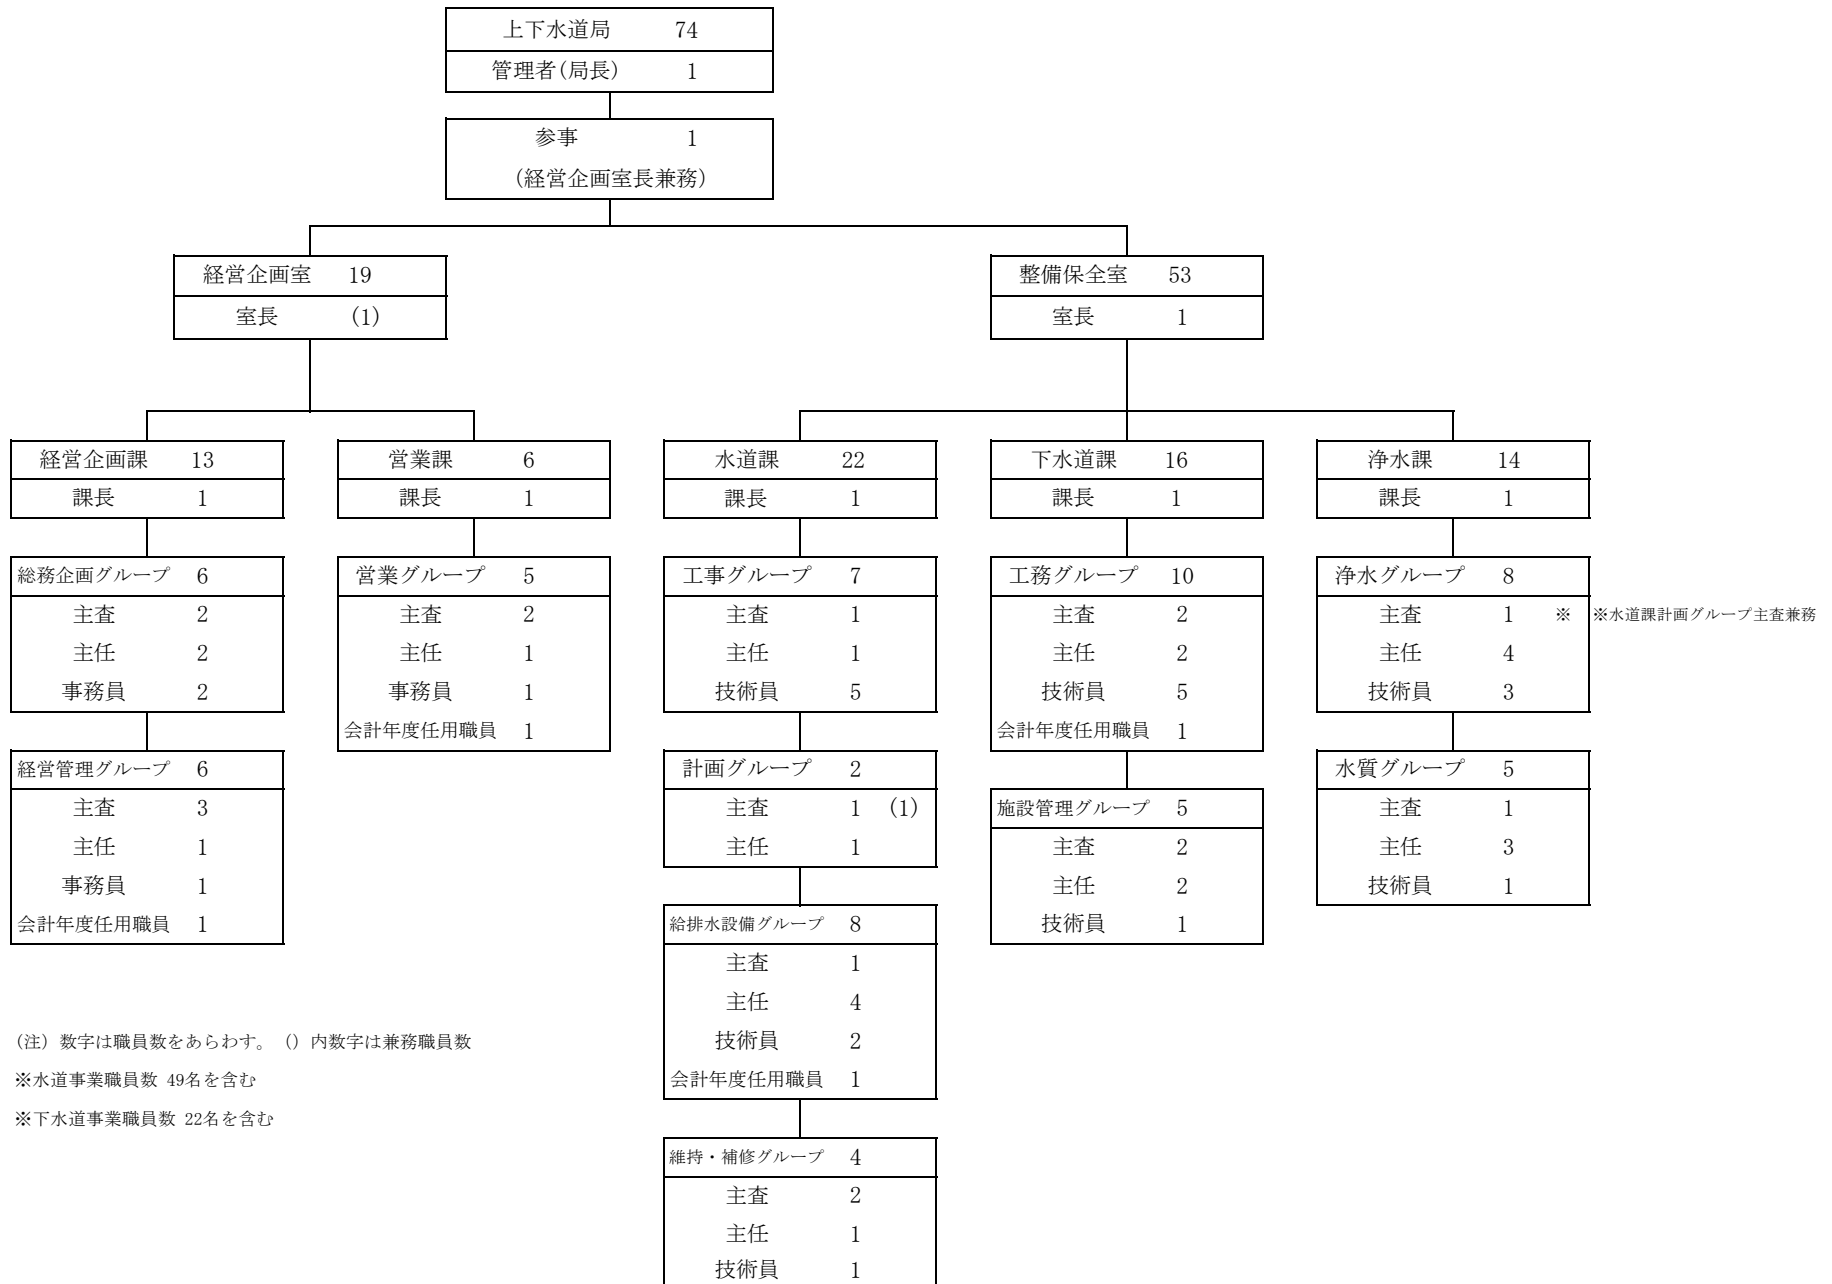 上下水道局 74
管理者(局長) 1
参事 1
(経営企画室長兼務)
経営企画室 19
室長 (1)
整備保全室 53
室長 1
経営企画課 13
課長 1
総務企画グループ 6
主査 2
主任 2
事務員 2
経営管理グループ 6
主査 3
主任 1
事務員 1
会計年度任用職員 1
営業課 6
課長 1
営業グループ 5
主査 2
主任 1
事務員 1
会計年度任用職員 1
水道課 22
課長 1
工事グループ 7
主査 1
主任 1
技術員 5
計画グループ 2
主査 1 (1)
主任 1
給排水設備グループ 8
主査 1
主任 4
技術員 2
会計年度任用職員 1
維持・補修グループ 4
主査 2
主任 1
技術員 1
下水道課 16
課長 1
工務グループ 10
主査 2
主任 2
技術員 5
会計年度任用職員 1
施設管理グループ 5
主査 2
主任 2
技術員 1
浄水課 14
課長 1
浄水グループ 8
主査 1 ※ ※水道課計画グループ主査兼務
主任 4
技術員 3
水質グループ 5
主査 1
主任 3
技術員 1
(注) 数字は職員数をあらわす。 () 内数字は兼務職員数
※水道事業職員数 49名を含む
※下水道事業職員数 22名を含む